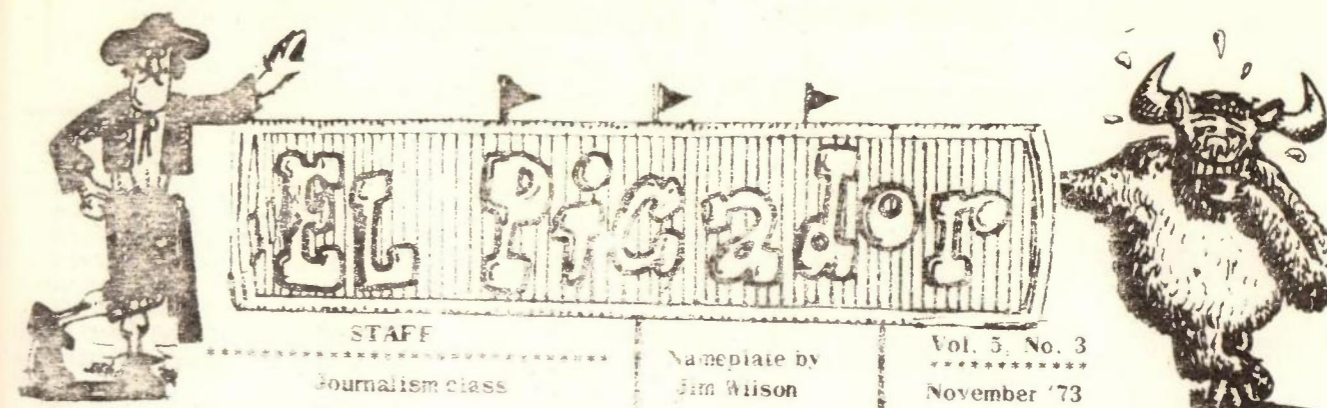 EL PiCador
STAFF
****************************
Journalism class
Nameplate by
Jim Wilson
Vol. 5, No. 3
************
November '73